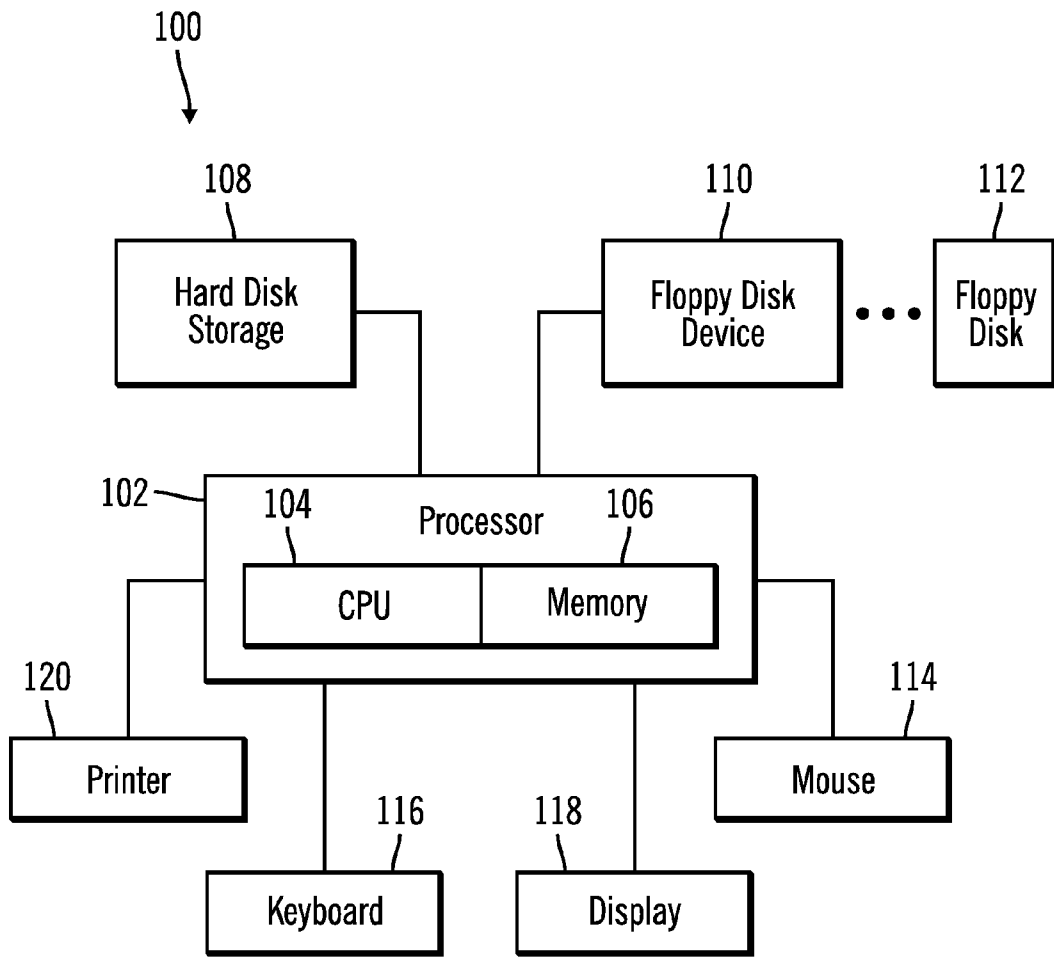 100
108
110
112
Hard Disk
Storage
Floppy Disk
Device
Floppy
Disk
102
104
Processor
106
CPU
Memory
120
114
Printer
Mouse
116
118
Keyboard
Display